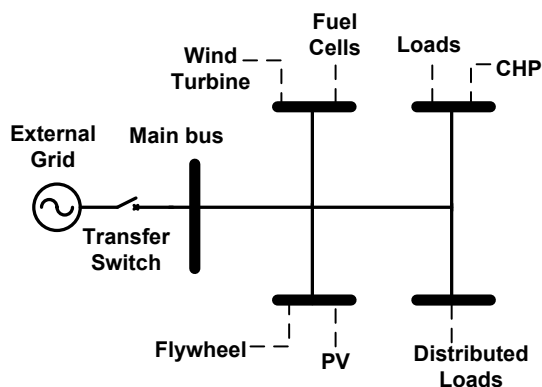 Fuel
Cells
Wind
Turbine
Loads
CHP
External
Grid
Main bus
Transfer
Switch
Flywheel
PV
Distributed
Loads